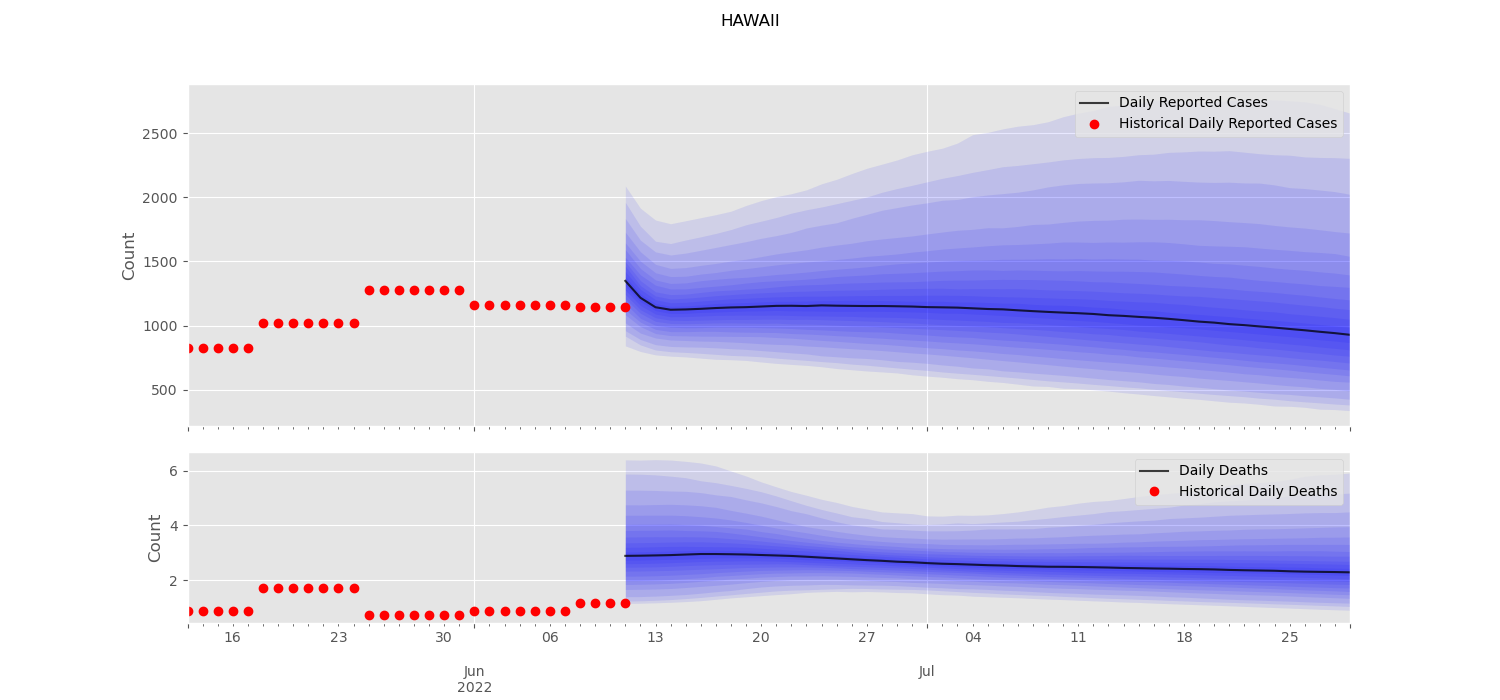 HAWAII
Count
2500
2000
1500
1000
500
Daily Reported Cases
Historical Daily Reported Cases
Count
6
4
2
Daily Deaths
Historical Daily Deaths
16 23 30 06 13 20 27 04 11 18 25
Jun Jul
2022